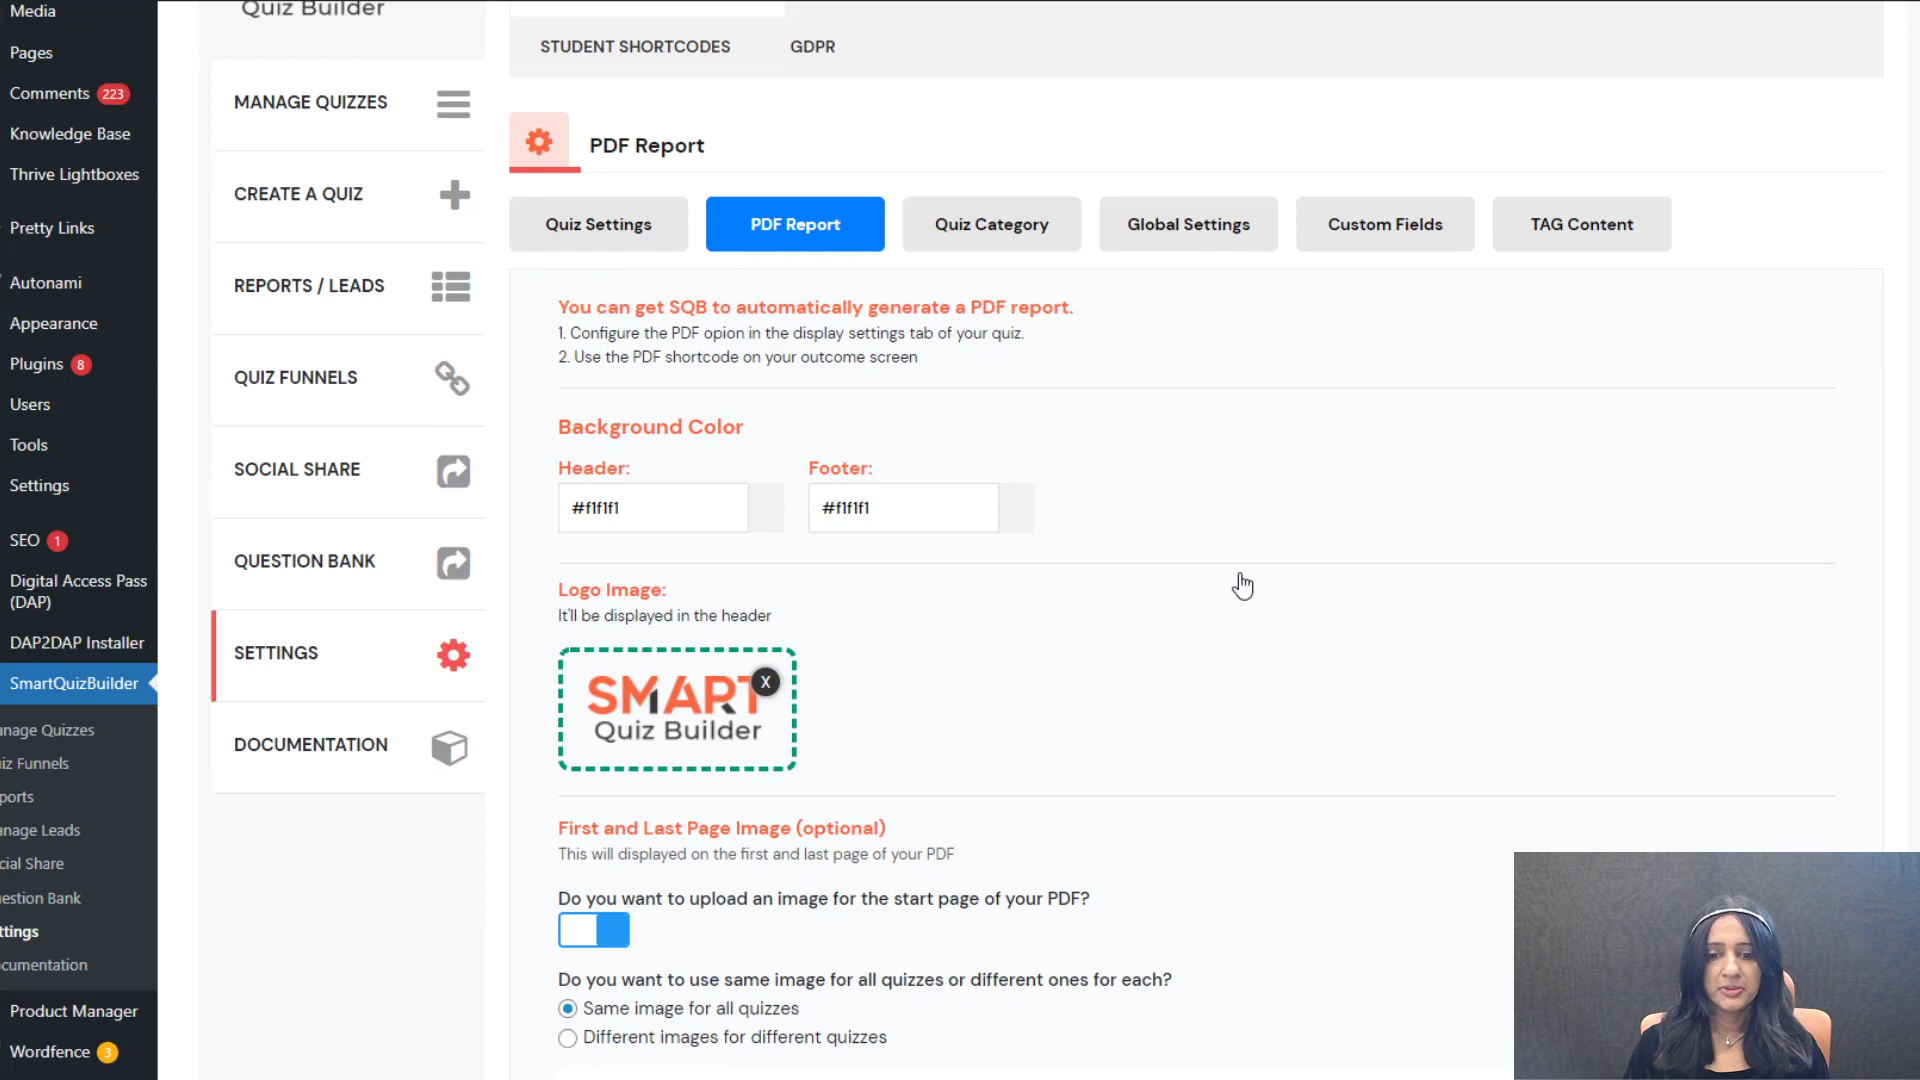 Media
Pages
Comments 223
Knowledge Base
Thrive Lightboxes
Pretty Links
Autonami
Appearance
Plugins 8
Users
Tools
Settings
SEO 1
Digital Access Pass
(DAP)
DAP2DAP Installer
SmartQuizBuilder
anage Quizzes
iz Funnels
ports
anage Leads
cial Share
estion Bank
ttings
cumentation
Product Manager
Wordfence 3
Quiz Builder
MANAGE QUIZZES
CREATE A QUIZ
REPORTS / LEADS
QUIZ FUNNELS
SOCIAL SHARE
QUESTION BANK
SETTINGS
DOCUMENTATION
STUDENT SHORTCODES GDPR
PDF Report
Quiz Settings PDF Report Quiz Category Global Settings Custom Fields TAG Content
You can get SQB to automatically generate a PDF report.
1. Configure the PDF opion in the display settings tab of your quiz.
2. Use the PDF shortcode on your outcome screen
Background Color
Header: Footer:
#f1f1f1 #f1f1f1
Logo Image:
It'll be displayed in the header
SMART
Quiz Builder
X
First and Last Page Image (optional)
This will displayed on the first and last page of your PDF
Do you want to upload an image for the start page of your PDF?
Do you want to use same image for all quizzes or different ones for each?
Same image for all quizzes
Different images for different quizzes